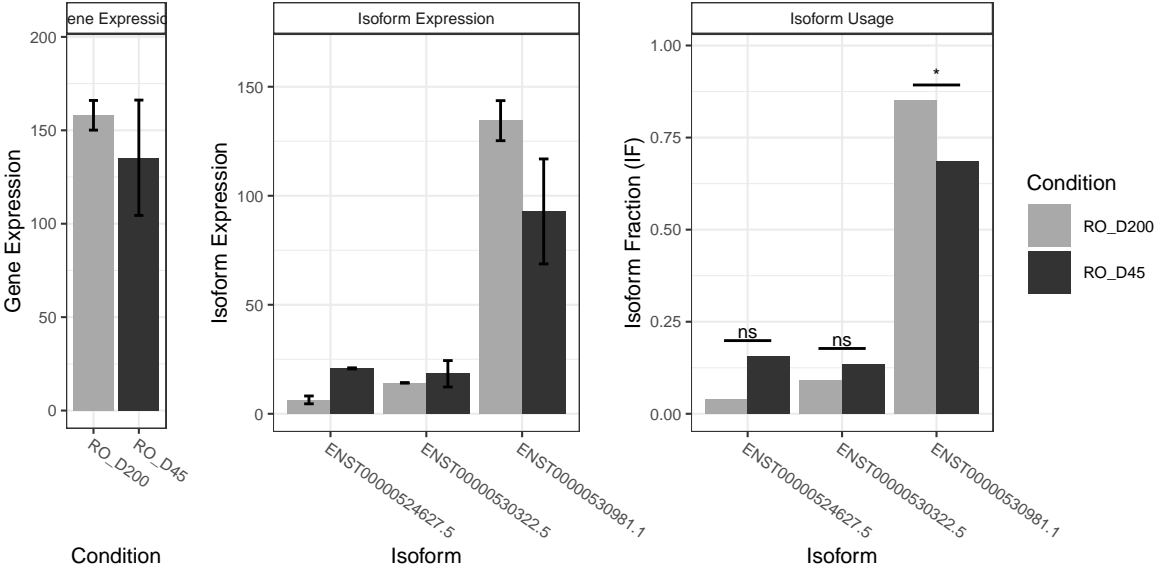 ene Expressio
Gene Expression
200
150
100
50
0
RO_D200
RO_D45
Condition
Isoform Expression
Isoform Expression
150
100
50
0
ENST00000524627.5
ENST00000530322.5
ENST00000530981.1
Isoform
Isoform Usage
Isoform Fraction (IF)
1.00
0.75
0.50
0.25
0.00
ns
ns
*
ENST00000524627.5
ENST00000530322.5
ENST00000530981.1
Isoform
Condition
RO_D200
RO_D45